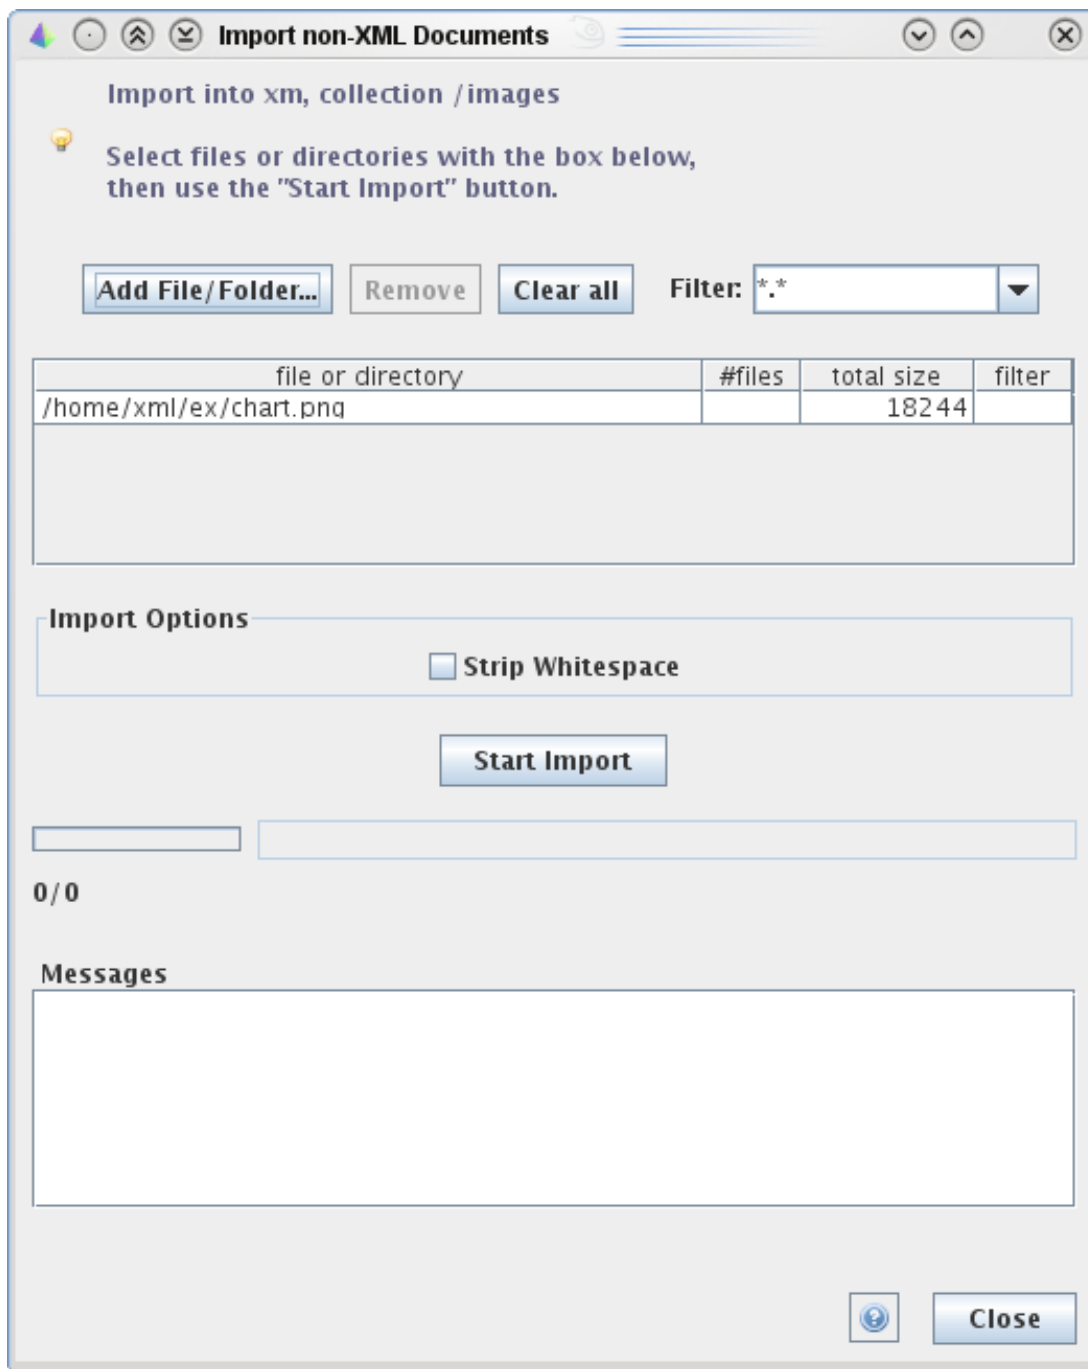 Import non-XML Documents
Import into xm, collection /images
Select files or directories with the box below,
then use the "Start Import" button.
Add File/Folder... Remove Clear all Filter: *.*
file or directory #files total size filter
/home/xml/ex/chart.png 18244
Import Options
Strip Whitespace
Start Import
0/0
Messages
Close